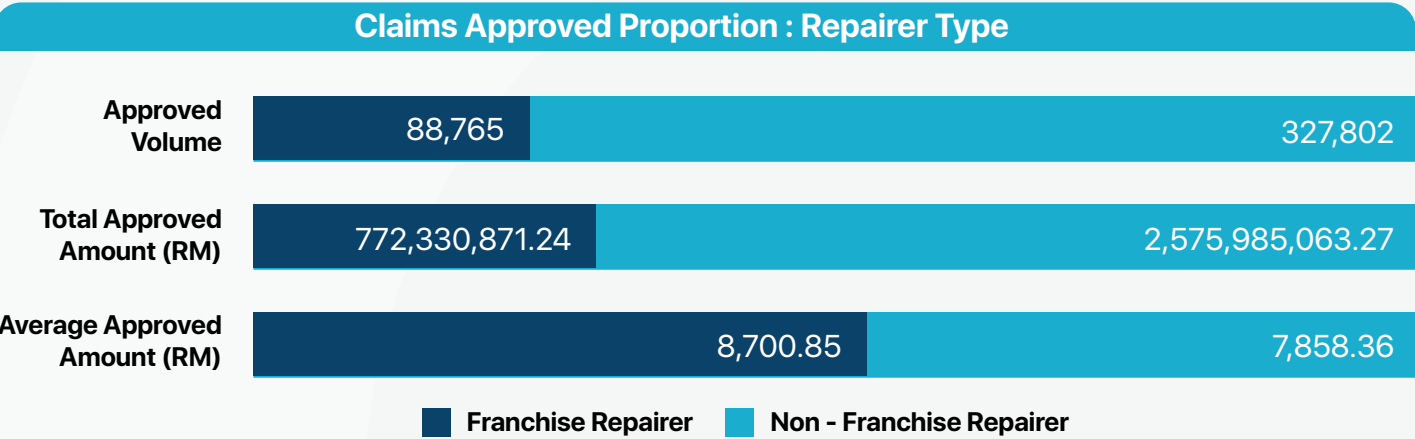 Claims Approved Proportion : Repairer Type
Approved
Volume
88,765
327,802
Total Approved
Amount (RM)
772,330,871.24
2,575,985,063.27
Average Approved
Amount (RM)
8,700.85
7,858.36
Franchise Repairer
Non - Franchise Repairer